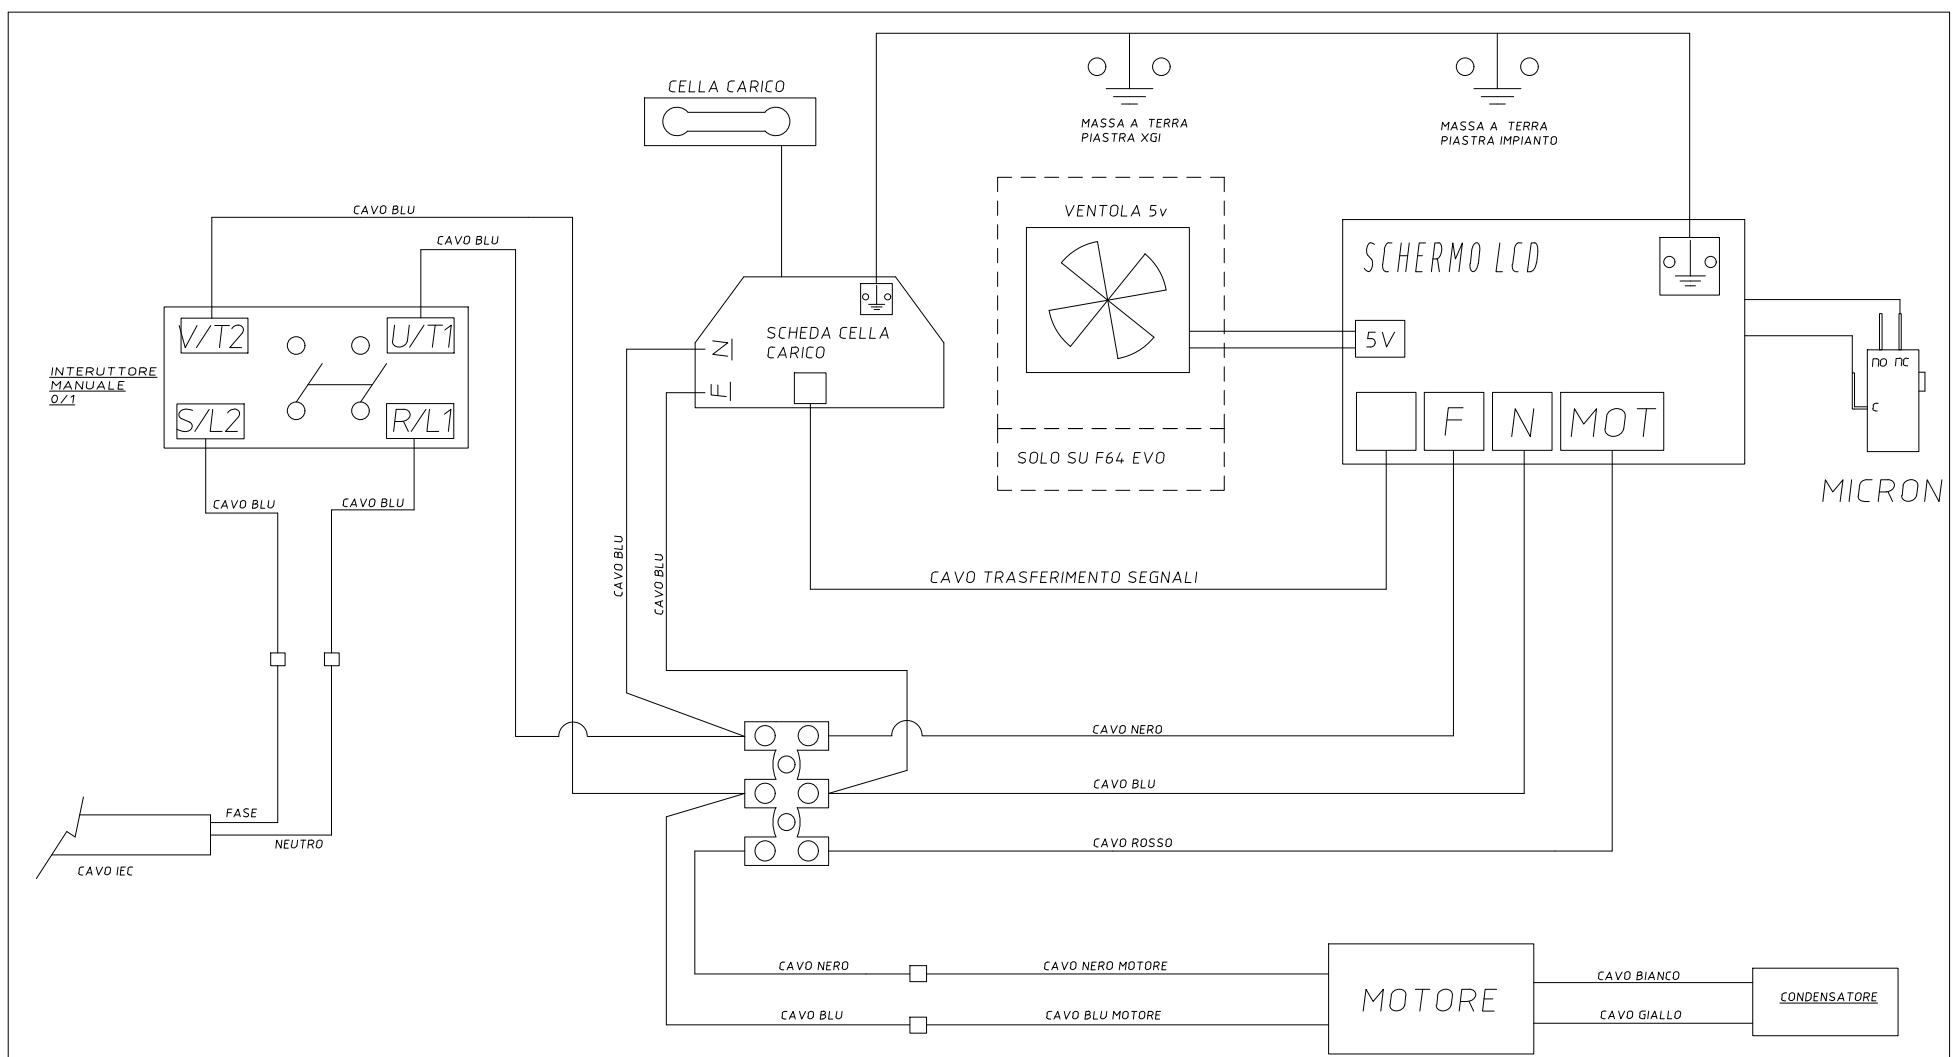 CELLA CARICO
MASSA A TERRA
PIASTRA XGI
MASSA A TERRA
PIASTRA IMPIANTO
CAVO BLU
CAVO BLU
VENTOLA 5v
SCHERMO LCD
V/T2
U/T1
SCHEDA CELLA
CARICO
N
F
5V
INTERUTTORE
MANUALE
0/1
S/L2
R/L1
no nc
c
F
N
MOT
SOLO SU F64 EVO
MICRON
CAVO BLU
CAVO BLU
CAVO BLU
CAVO BLU
CAVO TRASFERIMENTO SEGNALI
CAVO NERO
CAVO BLU
FASE
NEUTRO
CAVO IEC
CAVO ROSSO
CAVO NERO
CAVO NERO MOTORE
CAVO BLU
CAVO BLU MOTORE
MOTORE
CAVO BIANCO
CAVO GIALLO
CONDENSATORE